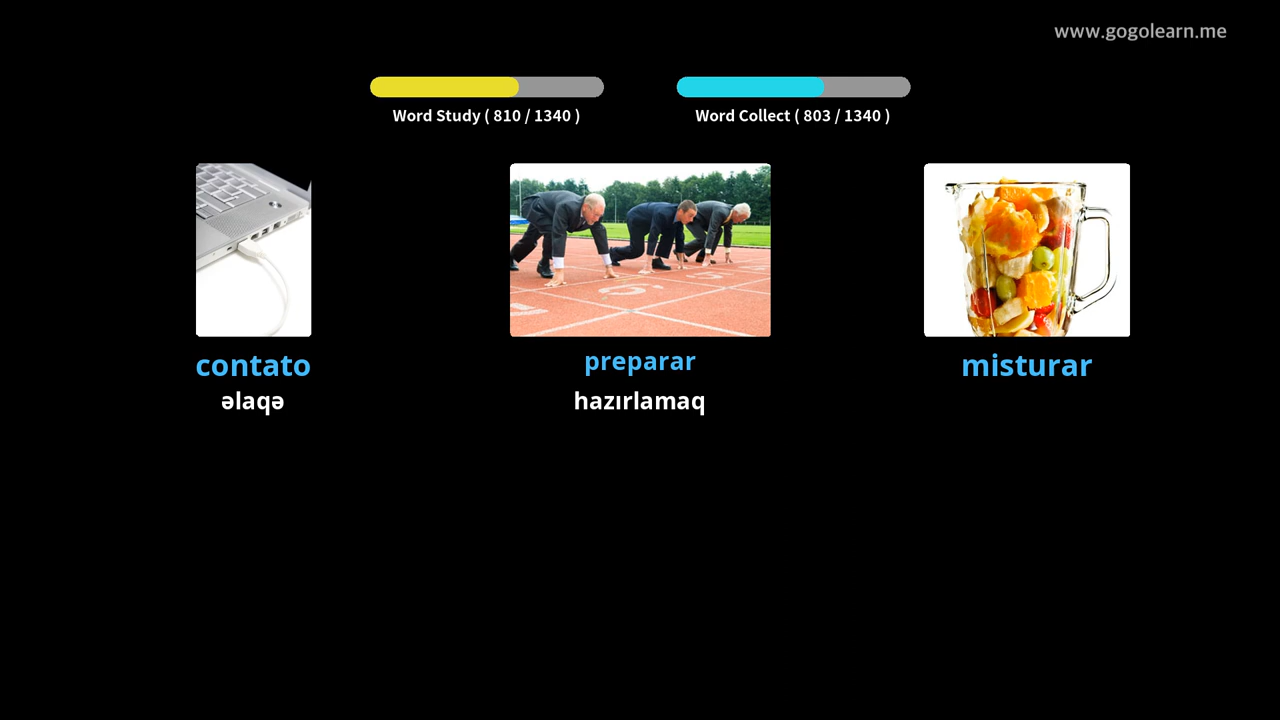 www.gogolearn.me
Word Study ( 810 / 1340 )
Word Collect ( 803 / 1340 )
contato
əlaqə
preparar
hazırlamaq
misturar